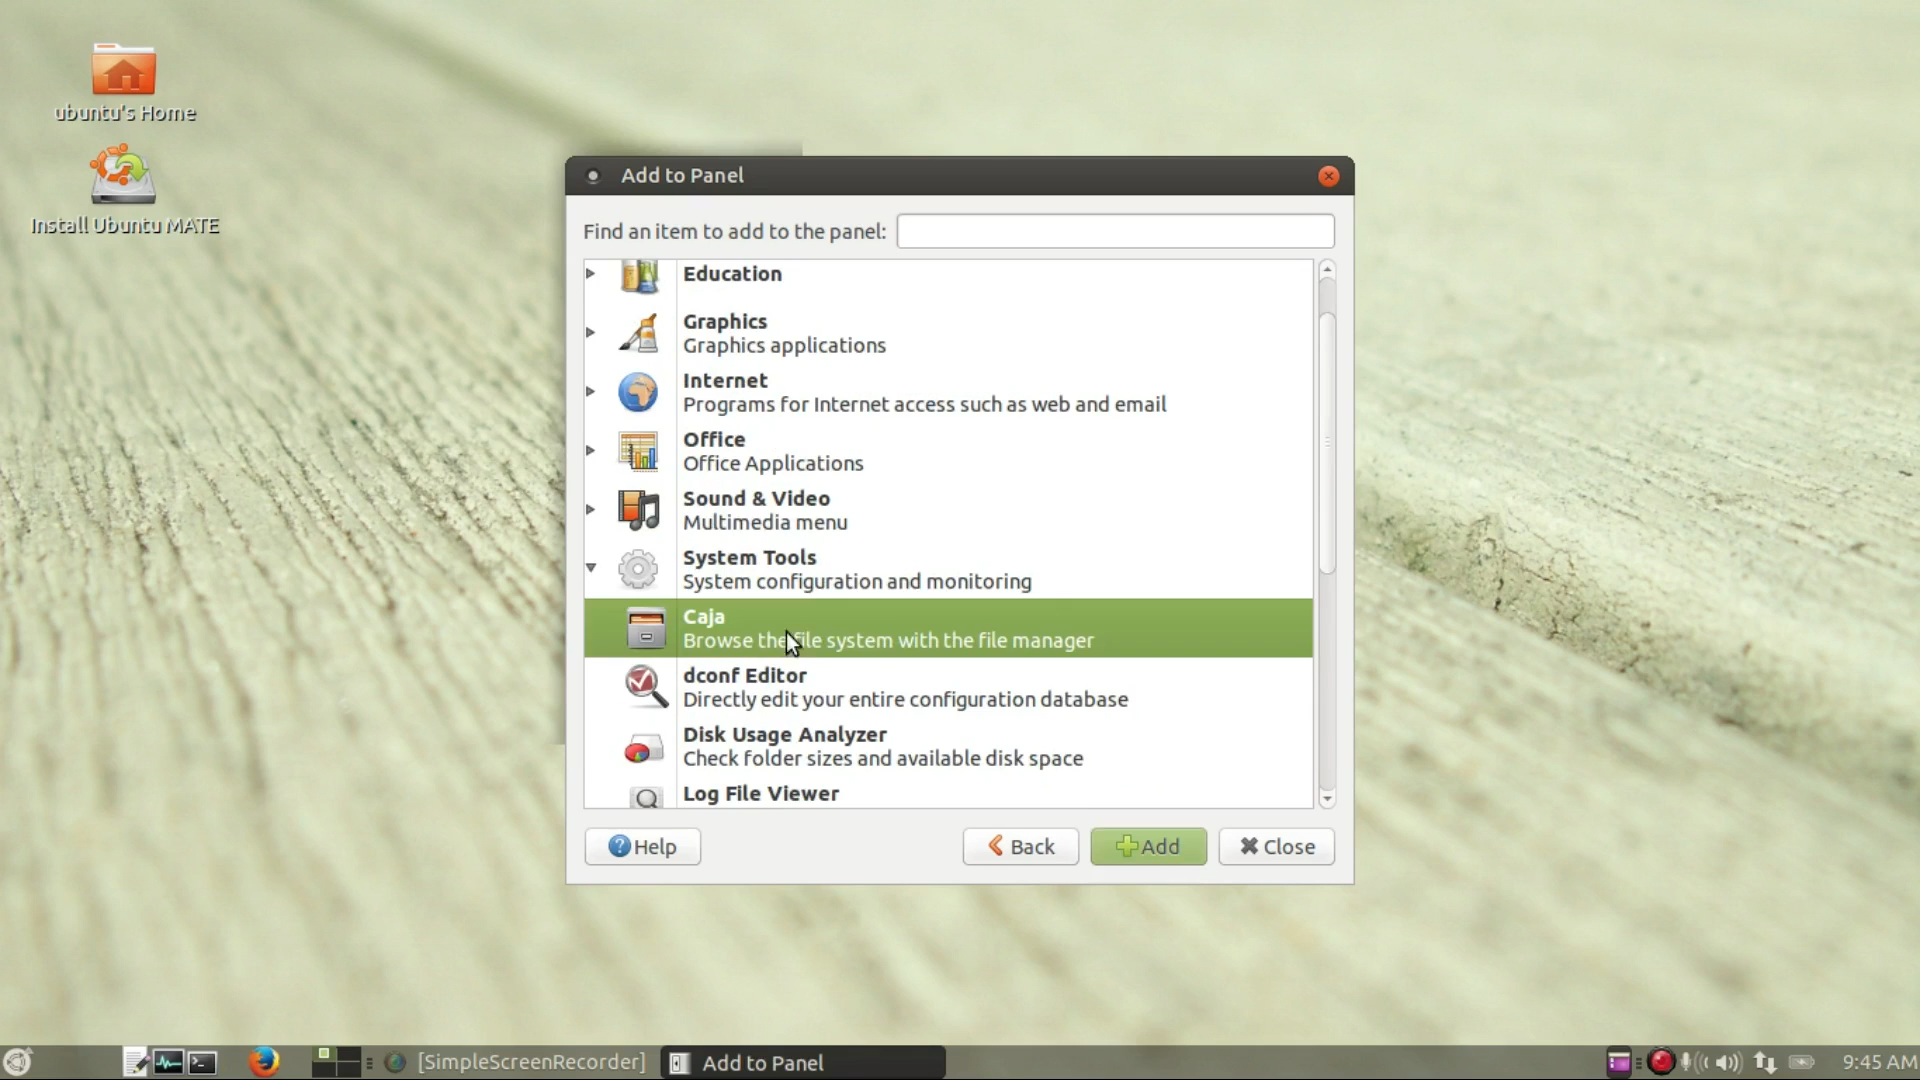 ubuntu's Home
Install Ubuntu MATE
Add to Panel
Find an item to add to the panel:
Education
Graphics
Graphics applications
Internet
Programs for Internet access such as web and email
Office
Office Applications
Sound & Video
Multimedia menu
System Tools
System configuration and monitoring
Caja
Browse the file system with the file manager
dconf Editor
Directly edit your entire configuration database
Disk Usage Analyzer
Check folder sizes and available disk space
Log File Viewer
Help
Back
Add
Close
[SimpleScreenRecorder]
Add to Panel
9:45 AM